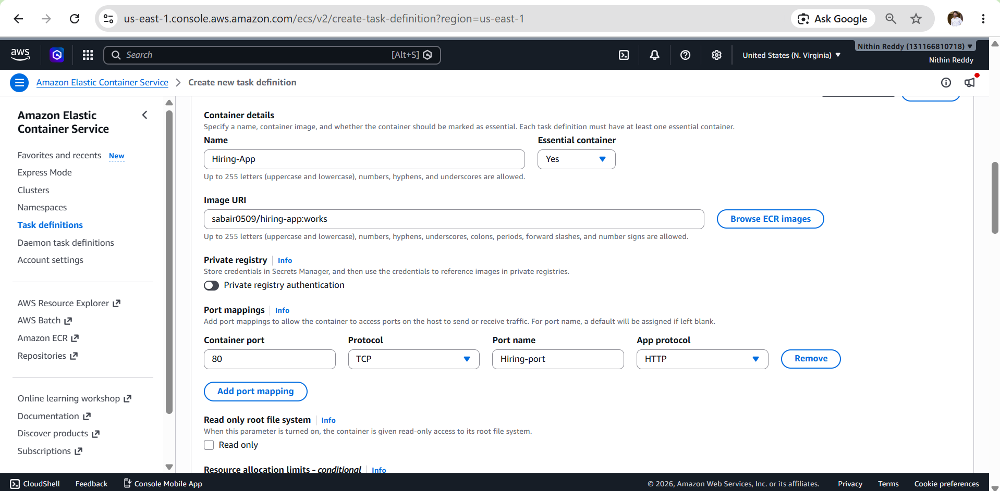 us-east-1.console.aws.amazon.com/ecs/v2/create-task-definition?region=us-east-1
Ask Google
aws
Search
[Alt+S]
United States (N. Virginia)
Nithin Reddy (131166810718)
Nithin Reddy
Amazon Elastic Container Service
Create new task definition
Amazon Elastic
Container Service
Favorites and recents New
Express Mode
Clusters
Namespaces
Task definitions
Daemon task definitions
Account settings
AWS Resource Explorer
AWS Batch
Amazon ECR
Repositories
Online learning workshop
Documentation
Discover products
Subscriptions
Container details
Specify a name, container image, and whether the container should be marked as essential. Each task definition must have at least one essential container.
Name
Essential container
Hiring-App
Yes
Up to 255 letters (uppercase and lowercase), numbers, hyphens, and underscores are allowed.
Image URI
sabair0509/hiring-app:works
Browse ECR images
Up to 255 letters (uppercase and lowercase), numbers, hyphens, underscores, colons, periods, forward slashes, and number signs are allowed.
Private registry Info
Store credentials in Secrets Manager, and then use the credentials to reference images in private registries.
Private registry authentication
Port mappings Info
Add port mappings to allow the container to access ports on the host to send or receive traffic. For port name, a default will be assigned if left blank.
Container port Protocol Port name App protocol
80 TCP Hiring-port HTTP Remove
Add port mapping
Read only root file system Info
When this parameter is turned on, the container is given read-only access to its root file system.
Read only
Resource allocation limits - conditional Info
CloudShell Feedback Console Mobile App
© 2026, Amazon Web Services, Inc. or its affiliates. Privacy Terms Cookie preferences